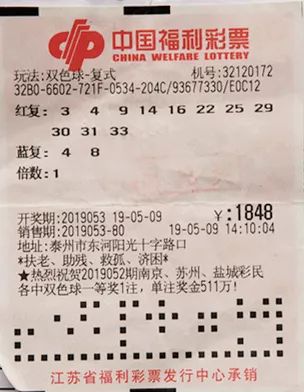 中国福利彩票
CHINA WELFARE LOTTERY
玩法:双色球-复式 机号:32120172
32B0-6602-721F-0534-204C/93677330/E0C12
红复: 3 4 9 14 16 22 25 29
30 31 33
蓝复: 4 8
倍数:1
开奖期:2019053 19-05-09 ¥:1848
销售期:2019053-80 19-05-09 14:10:04
地址:泰州市东河阳光十字路口
*扶老、助残、救孤、济困*
★热烈祝贺2019052期南京、苏州、盐城彩民
各中双色球一等奖1注,单注奖金511万!
江苏省福利彩票发行中心承销